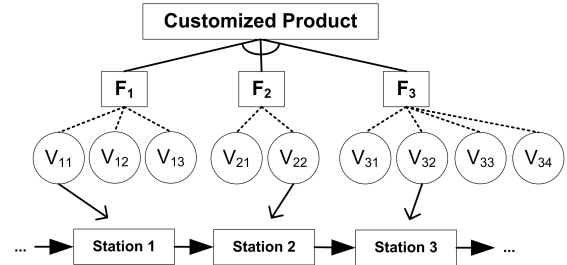 Customized Product
F1 F2 F3
V11 V12 V13 V21 V22 V31 V32 V33 V34
... Station 1 Station 2 Station 3 ...